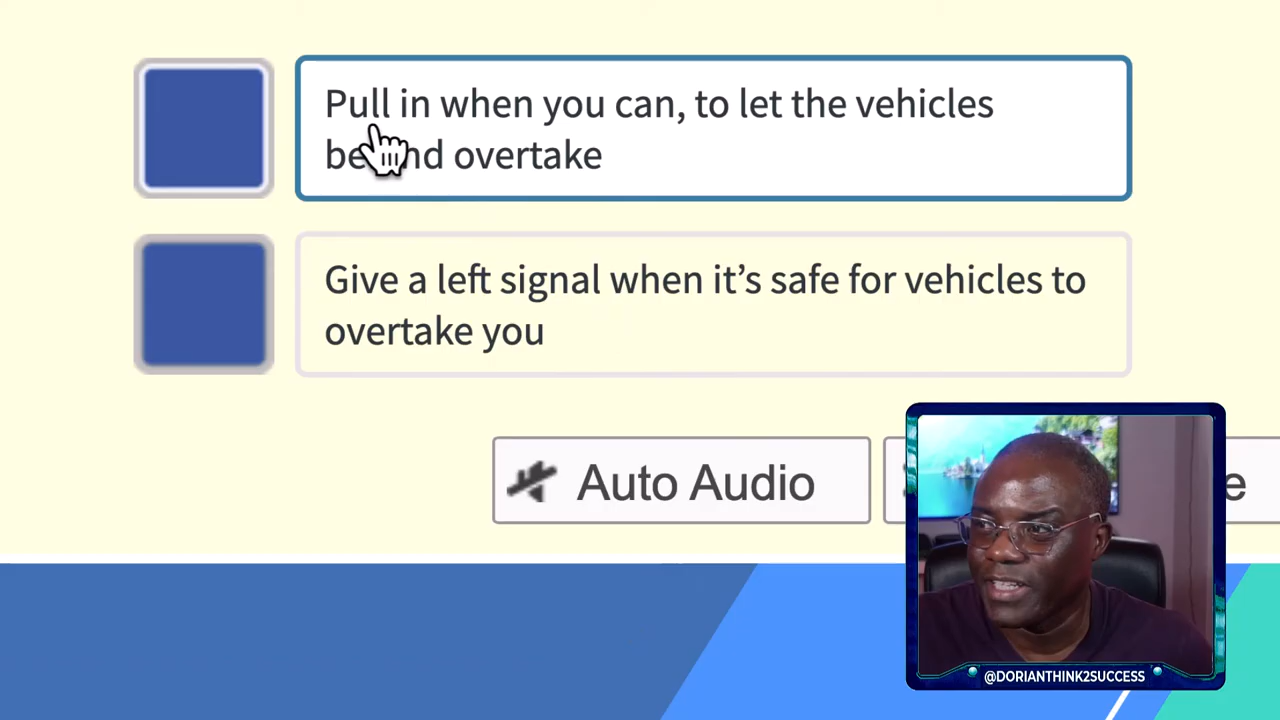 Pull in when you can, to let the vehicles
overtake
Give a left signal when it's safe for vehicles to
overtake you
Auto Audio
@DORIANTHINK2SUCCESS